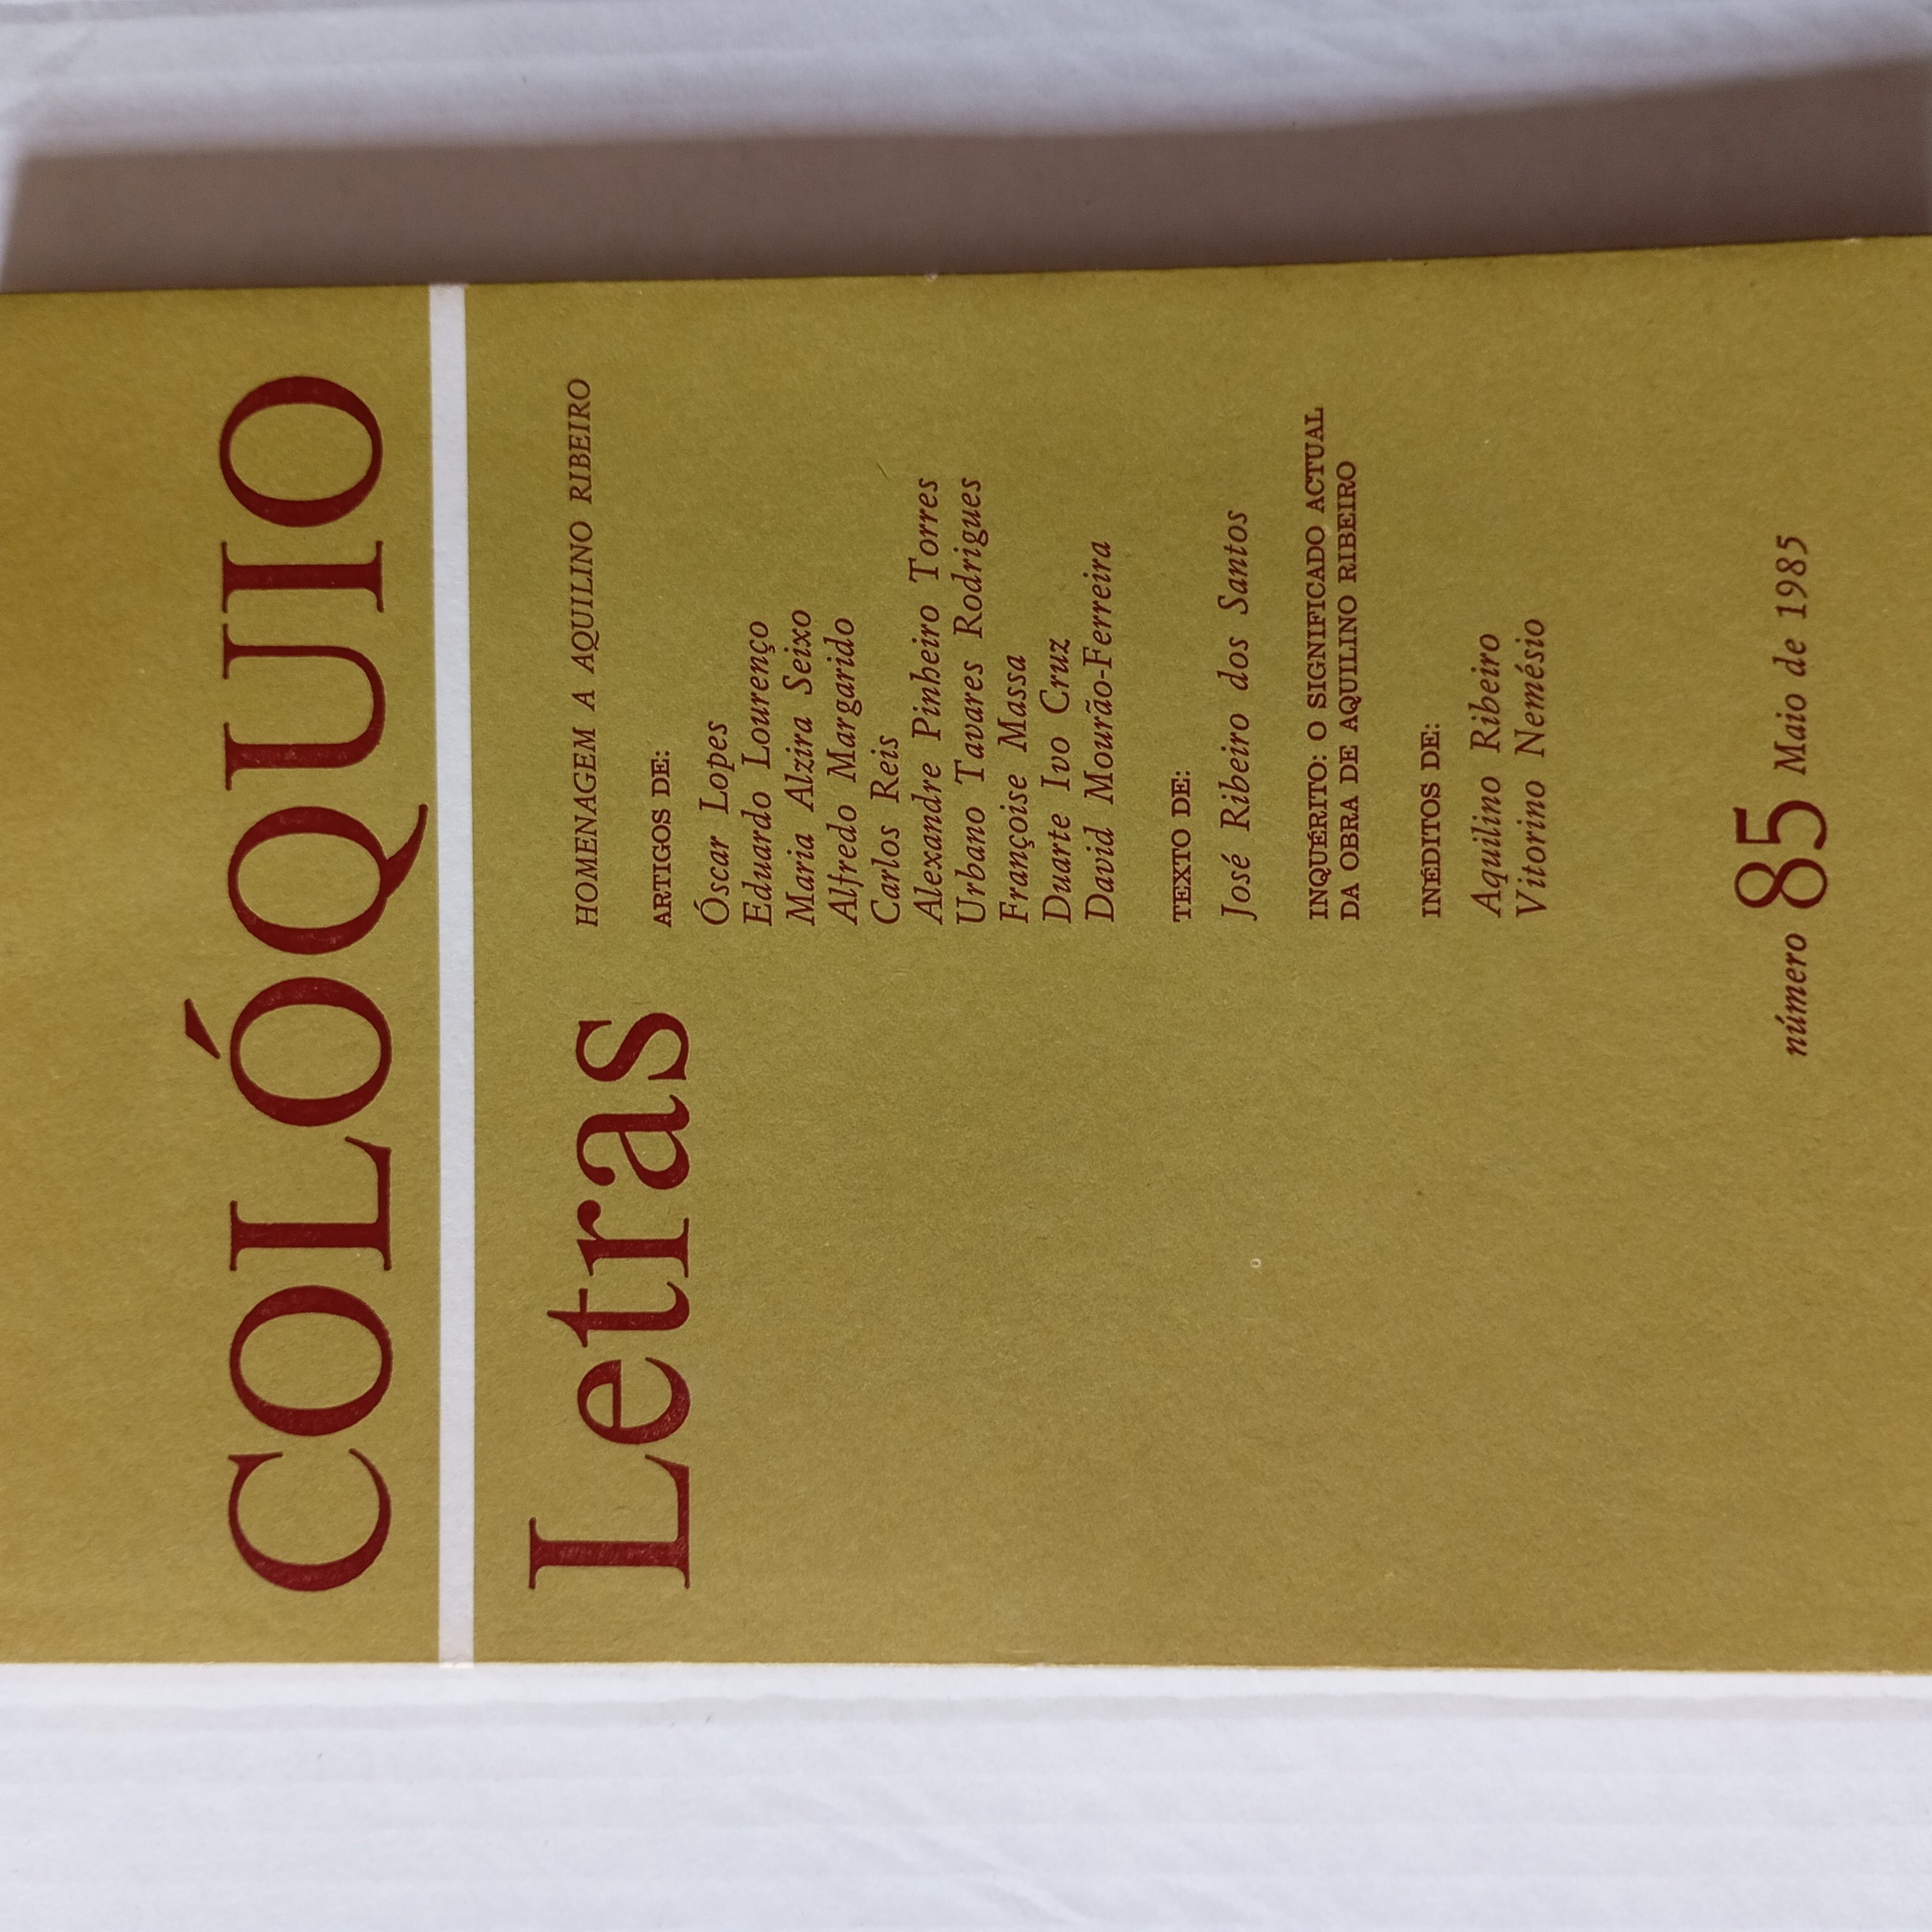 COLÓQUIO
Letras
HOMENAGEM A AQUILINO RIBEIRO
ARTIGOS DE:
Óscar Lopes
Eduardo Lourenço
Maria Alzira Seixo
Alfredo Margarido
Carlos Reis
Alexandre Pinheiro Torres
Urbano Tavares Rodrigues
Françoise Massa
Duarte Ivo Cruz
David Mourão-Ferreira
TEXTO DE:
José Ribeiro dos Santos
INQUÉRITO: O SIGNIFICADO ACTUAL
DA OBRA DE AQUILINO RIBEIRO
INÉDITOS DE:
Aquilino Ribeiro
Vitorino Nemésio
número 85 Maio de 1985